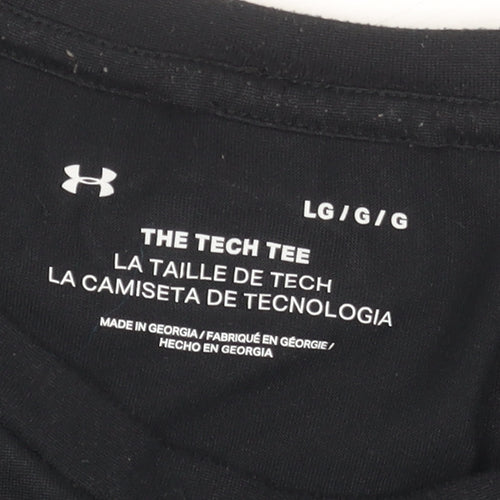 LG / G / G
THE TECH TEE
LA TAILLE DE TECH
LA CAMISETA DE TECNOLOGIA
MADE IN GEORGIA / FABRIQUÉ EN GÉORGIE /
HECHO EN GEORGIA